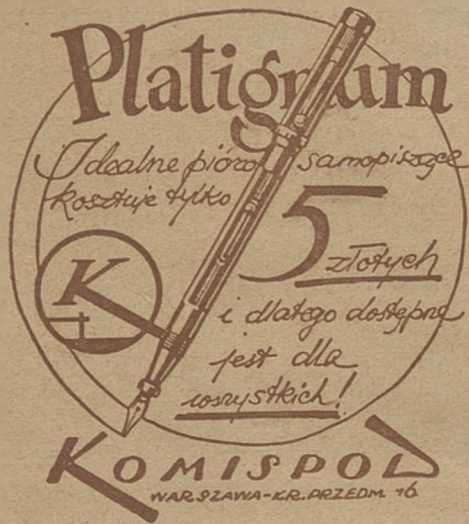 Platignum
Idealne pióro samopiszące
kosztuje tylko 5
złotych
K
i dlatego dostępne
jest dla
wszystkich!
KOMISPOL
WARSZAWA-KR. PRZEDM. 16